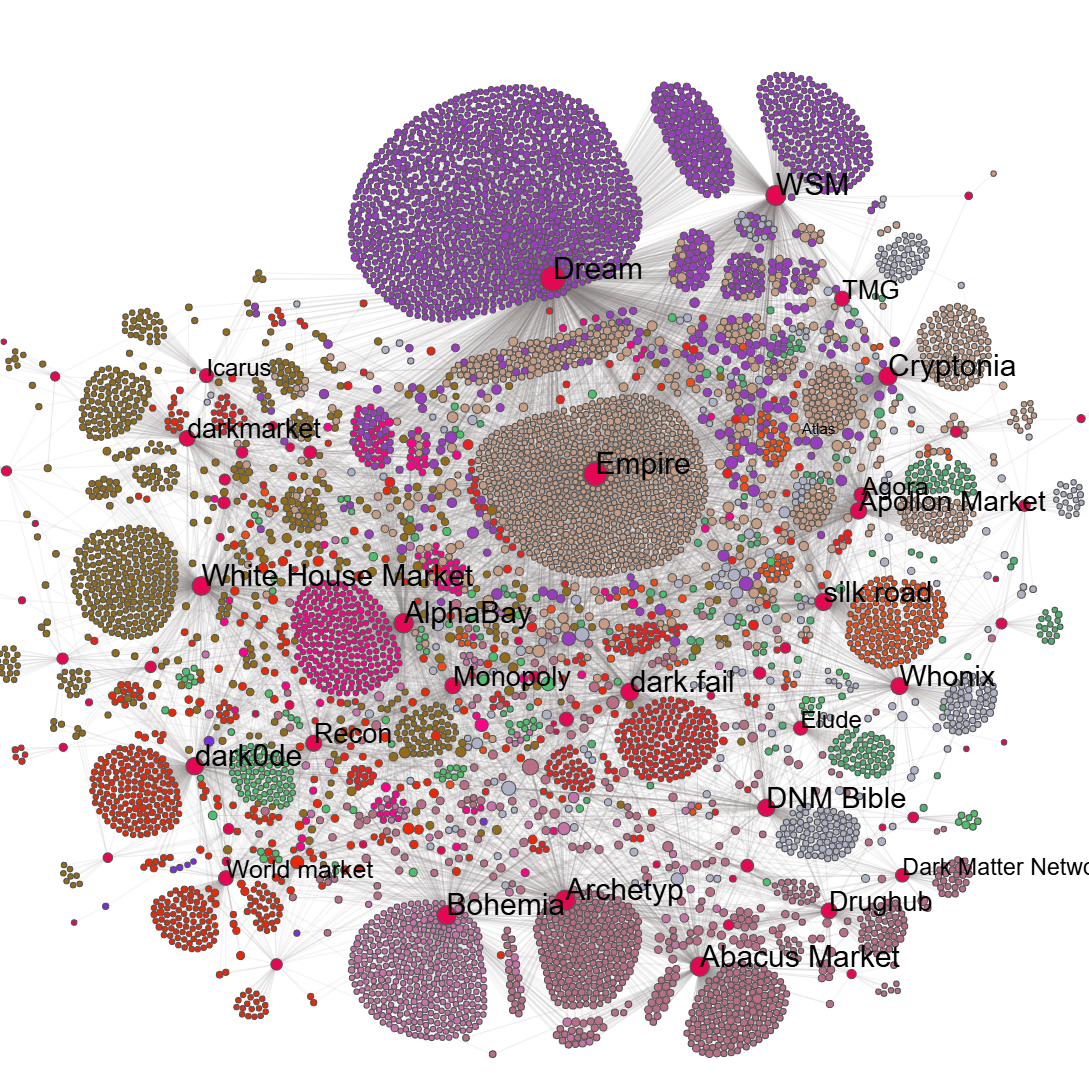 WSM
Dream
TMG
Icarus
Cryptonia
darkmarket
Atlas
Empire
Agora
Apollon Market
White House Market
silk road
AlphaBay
Monopoly
dark.fail
Whonix
Recon
Elude
dark0de
DNM Bible
World market
Dark Matter Netwo
Archetyp
Bohemia
Drughub
Abacus Market